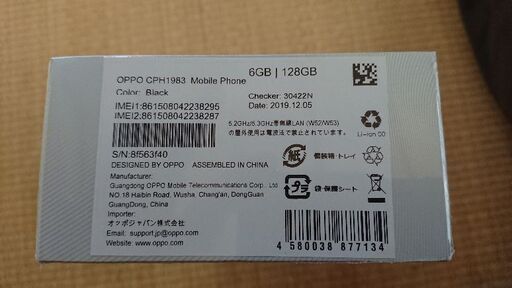 OPPO CPH1983 Mobile Phone
6GB | 128GB
Color: Black
Checker: 30422N
Date: 2019.12.05
IMEI1:861508042238295
IMEI2:861508042238287
5.2GHz/5.3GHz帯無線LAN (W52/W53)
の屋外使用は電波法で禁止されています。
Li-ion 00
S/N:8f563f40
DESIGNED BY OPPO ASSEMBLED IN CHINA
紙 個装箱・トレイ
Manufacturer:
Guangdong OPPO Mobile Telecommunications Corp., Ltd
NO.18 Haibin Road, Wusha, Chang'an, DongGuan
GuangDong, China
プラ 袋・保護シート
Importer:
オッポジャパン株式会社
Email: support.jp@oppo.com
Website: www.oppo.com
4 580038 877134